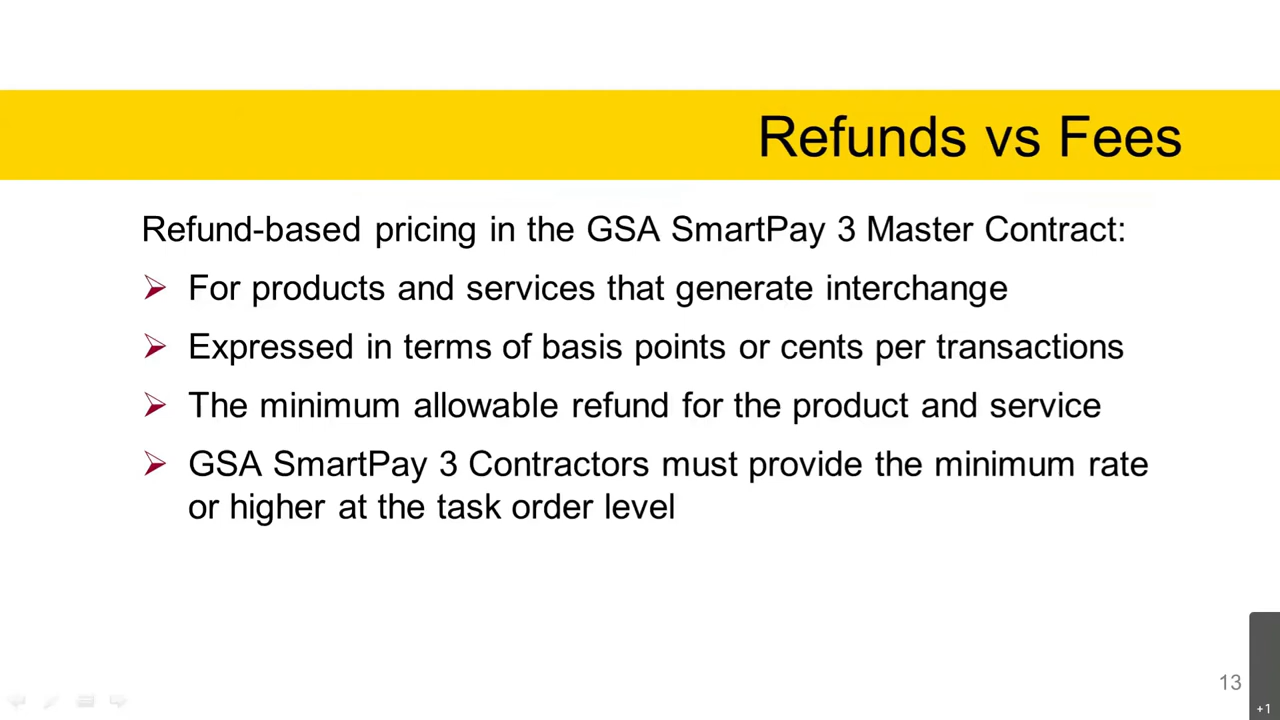 Refunds vs Fees
Refund-based pricing in the GSA SmartPay 3 Master Contract:
For products and services that generate interchange
Expressed in terms of basis points or cents per transactions
The minimum allowable refund for the product and service
GSA SmartPay 3 Contractors must provide the minimum rate
or higher at the task order level
13
+1